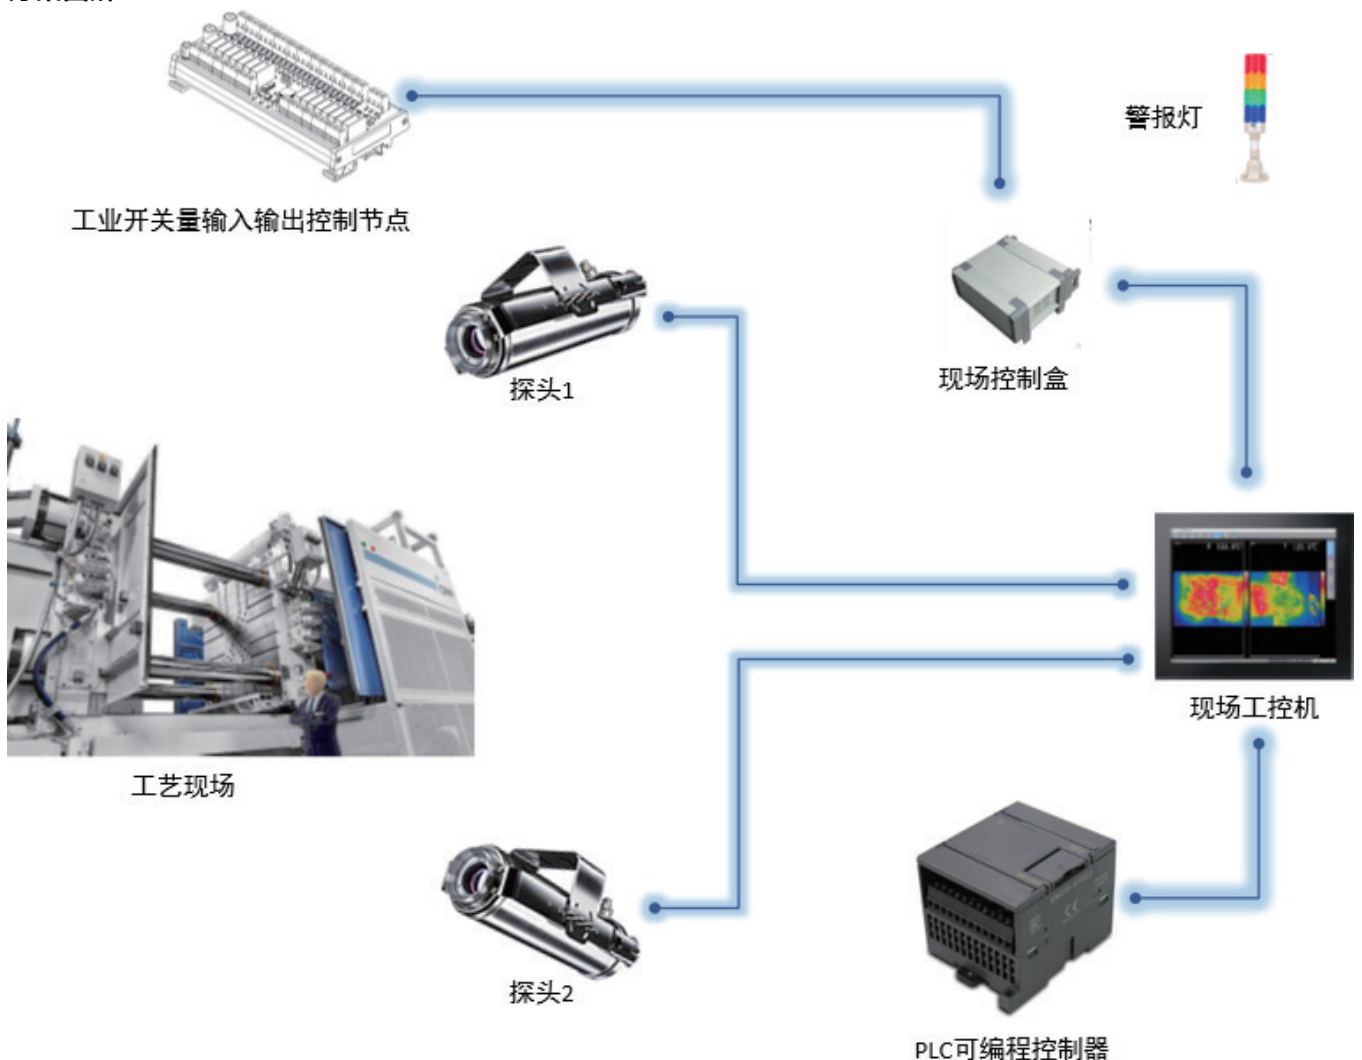 警报灯
工业开关量输入输出控制节点
探头1
现场控制盒
现场工控机
工艺现场
探头2
PLC可编程控制器